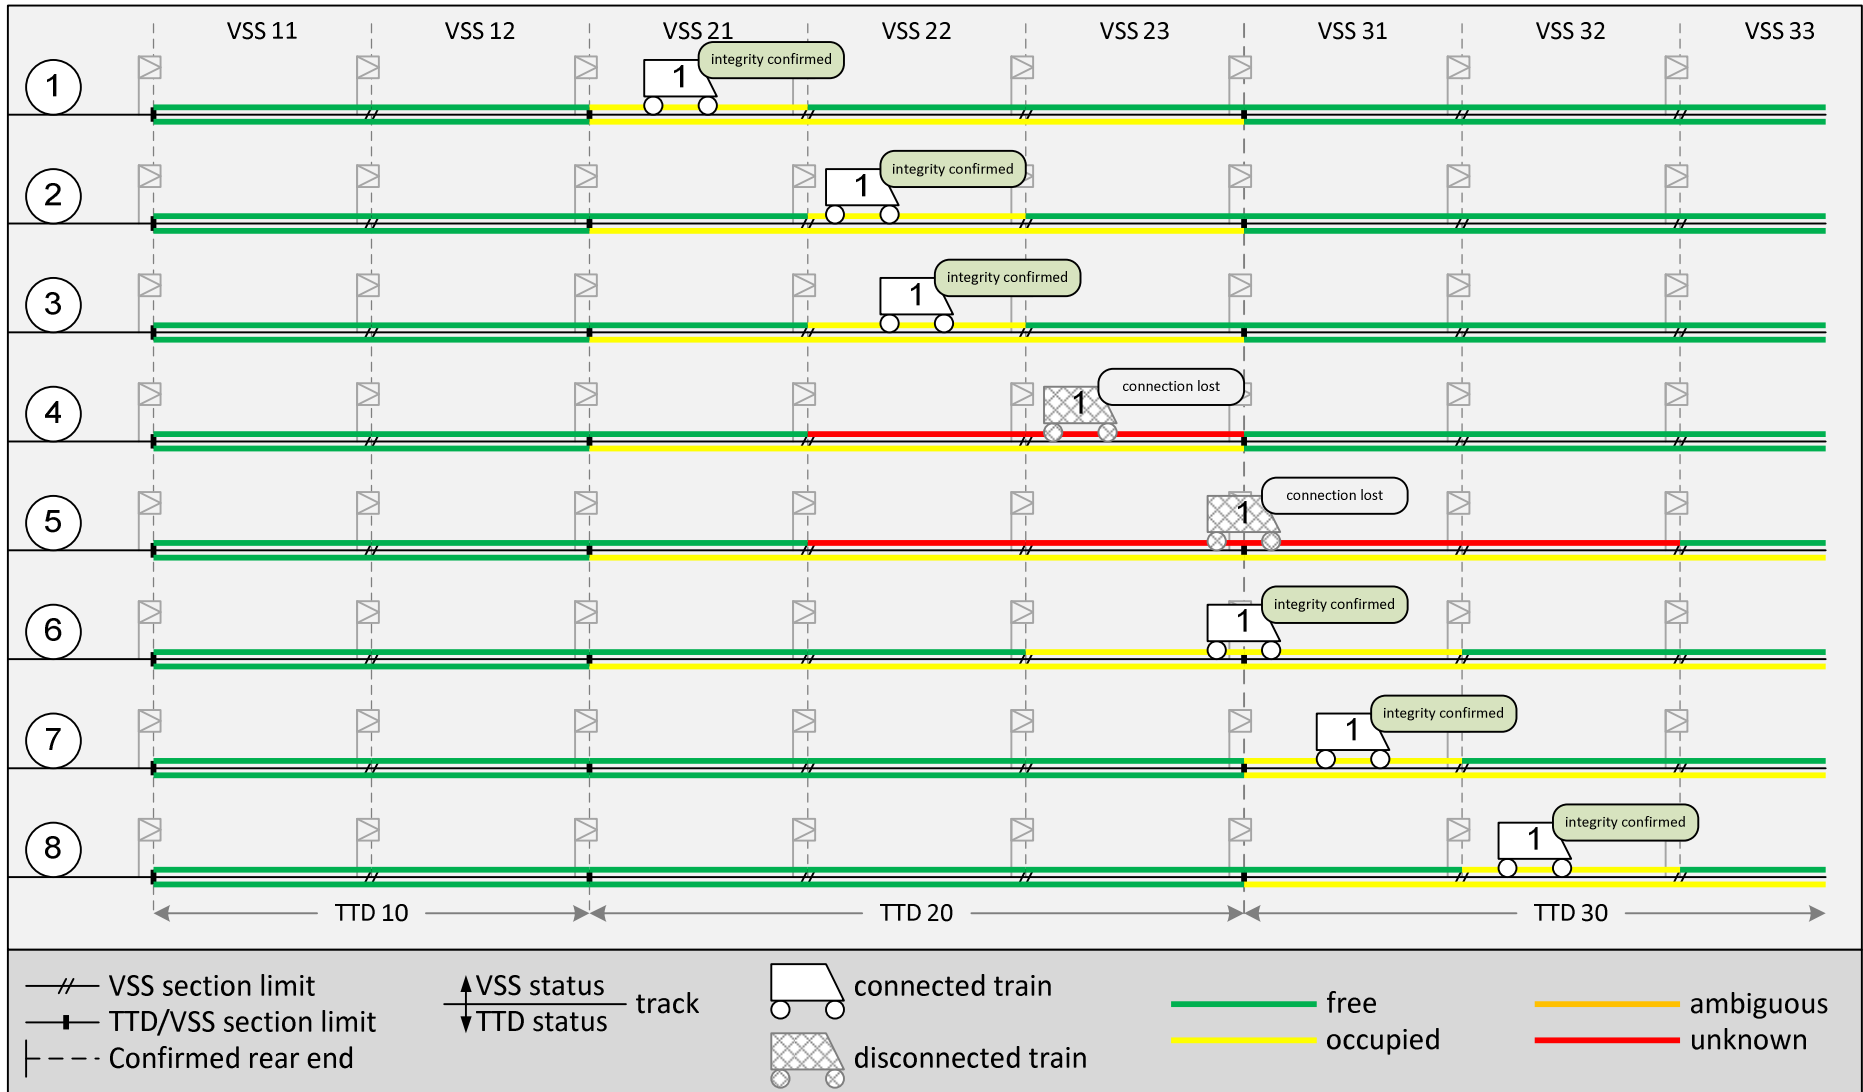 VSS 11 VSS 12 VSS 21 VSS 22 VSS 23 VSS 31 VSS 32 VSS 33
1 1 integrity confirmed
2 1 integrity confirmed
3 1 integrity confirmed
4 1 connection lost
5 1 connection lost
6 1 integrity confirmed
7 1 integrity confirmed
8 1 integrity confirmed
TTD 10 TTD 20 TTD 30
VSS section limit
TTD/VSS section limit
Confirmed rear end
VSS status
TTD status
track
connected train
disconnected train
free
occupied
ambiguous
unknown